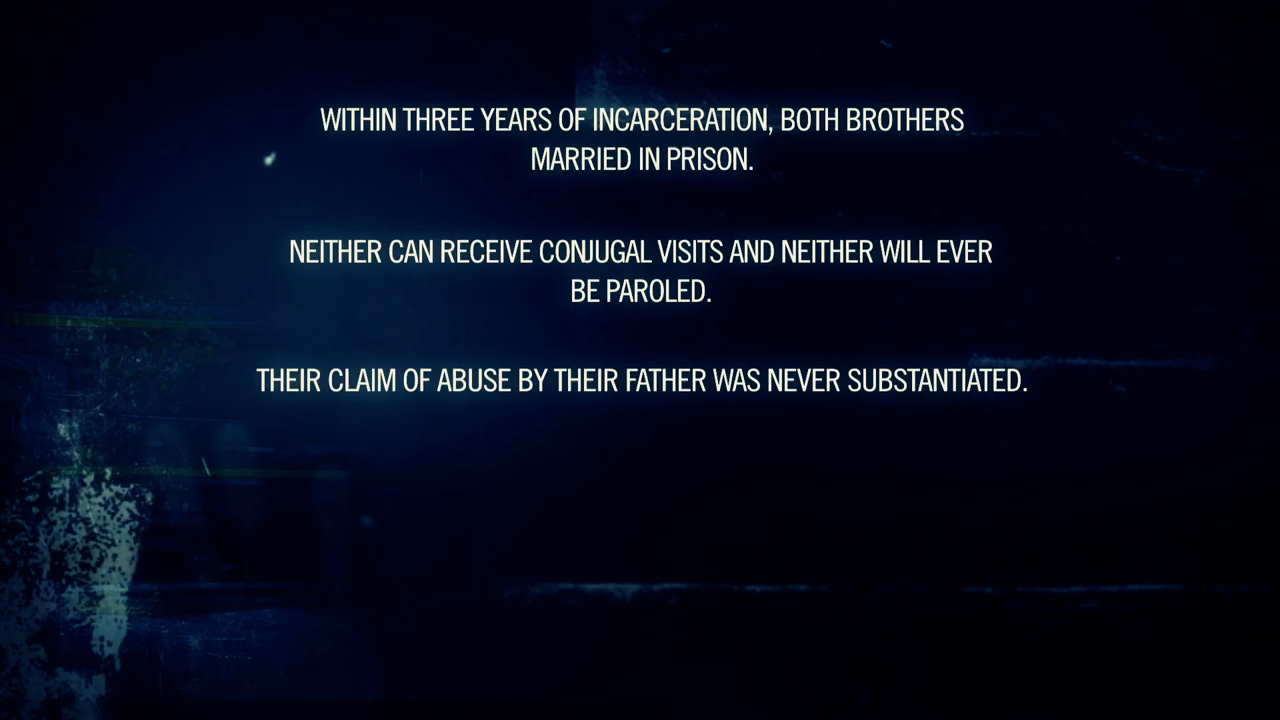 WITHIN THREE YEARS OF INCARCERATION, BOTH BROTHERS
MARRIED IN PRISON.
NEITHER CAN RECEIVE CONJUGAL VISITS AND NEITHER WILL EVER
BE PAROLED.
THEIR CLAIM OF ABUSE BY THEIR FATHER WAS NEVER SUBSTANTIATED.